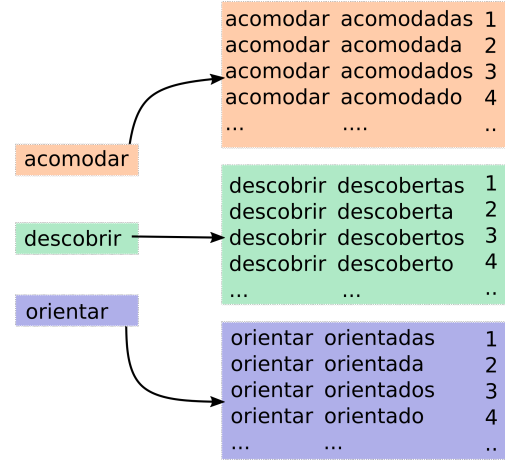 acomodar acomodadas 1
acomodar acomodada 2
acomodar acomodados 3
acomodar acomodado 4
... .... ..
acomodar
descobrir descobertas 1
descobrir descoberta 2
descobrir descobertos 3
descobrir descoberto 4
... ... ..
descobrir
orientar
orientar orientadas 1
orientar orientada 2
orientar orientados 3
orientar orientado 4
... ... ..